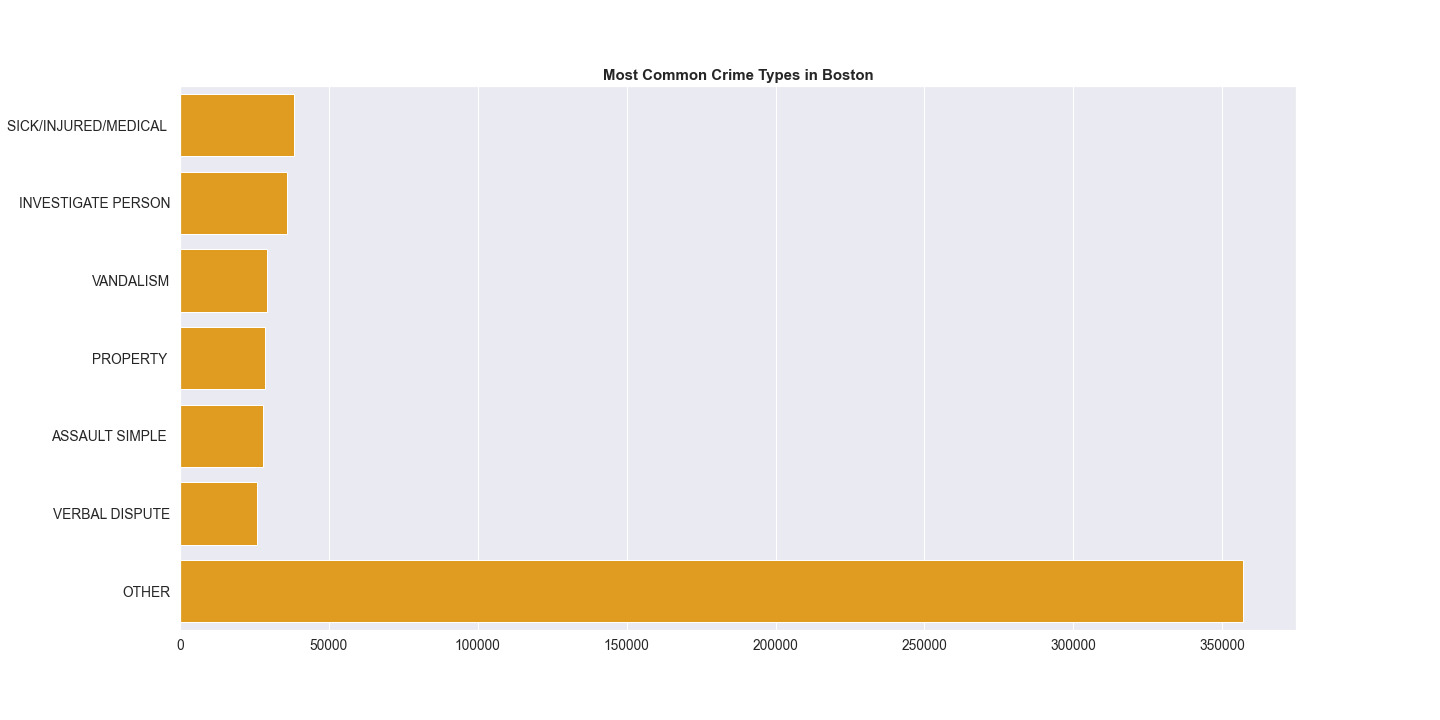 Most Common Crime Types in Boston
SICK/INJURED/MEDICAL
INVESTIGATE PERSON
VANDALISM
PROPERTY
ASSAULT SIMPLE
VERBAL DISPUTE
OTHER
0 50000 100000 150000 200000 250000 300000 350000